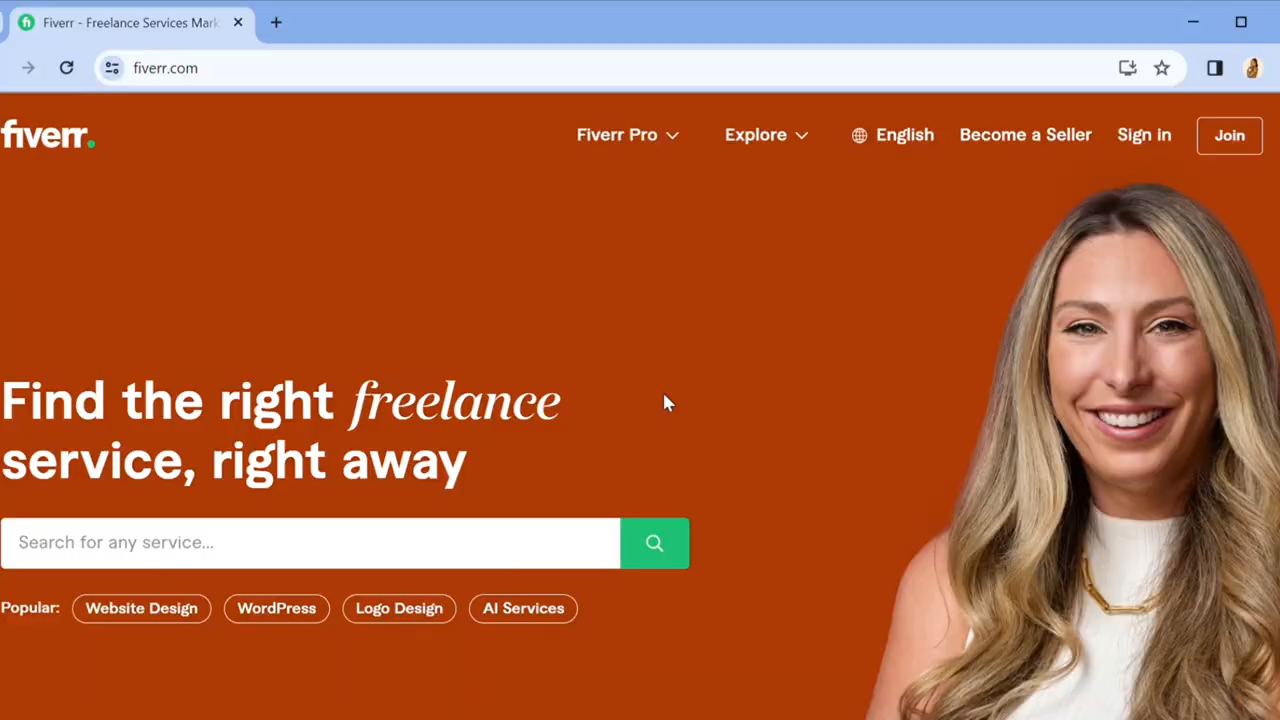 Fiverr - Freelance Services Mark
fiverr.com
fiverr.
Fiverr Pro
Explore
English
Become a Seller
Sign in
Join
Find the right freelance
service, right away
Search for any service...
Popular:
Website Design
WordPress
Logo Design
AI Services